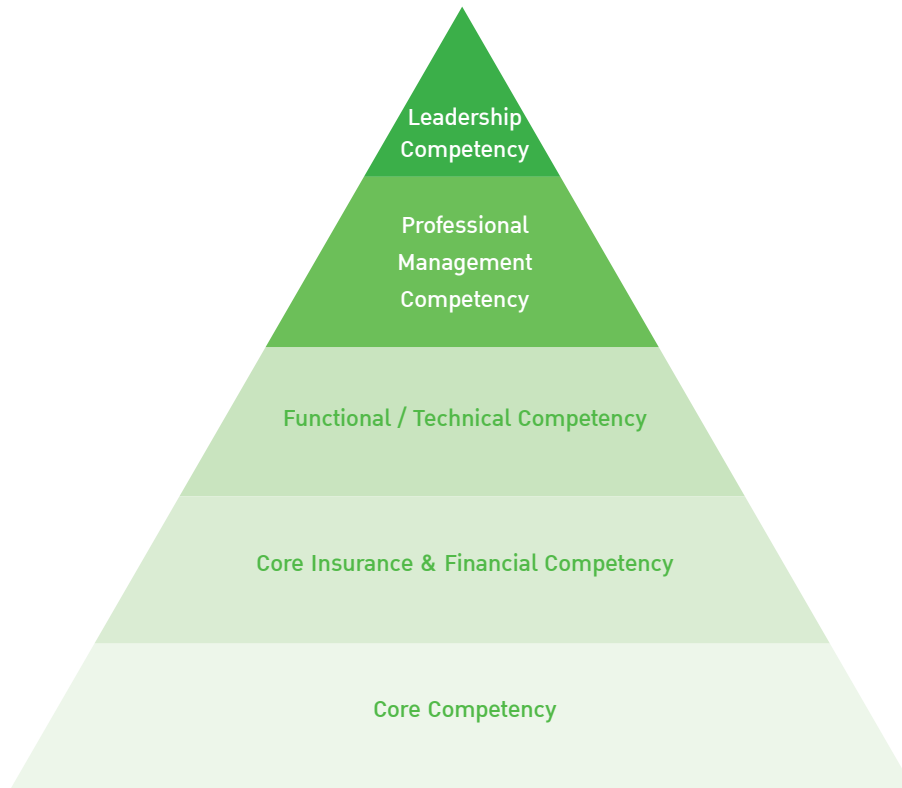 Leadership
Competency
Professional
Management
Competency
Functional / Technical Competency
Core Insurance & Financial Competency
Core Competency